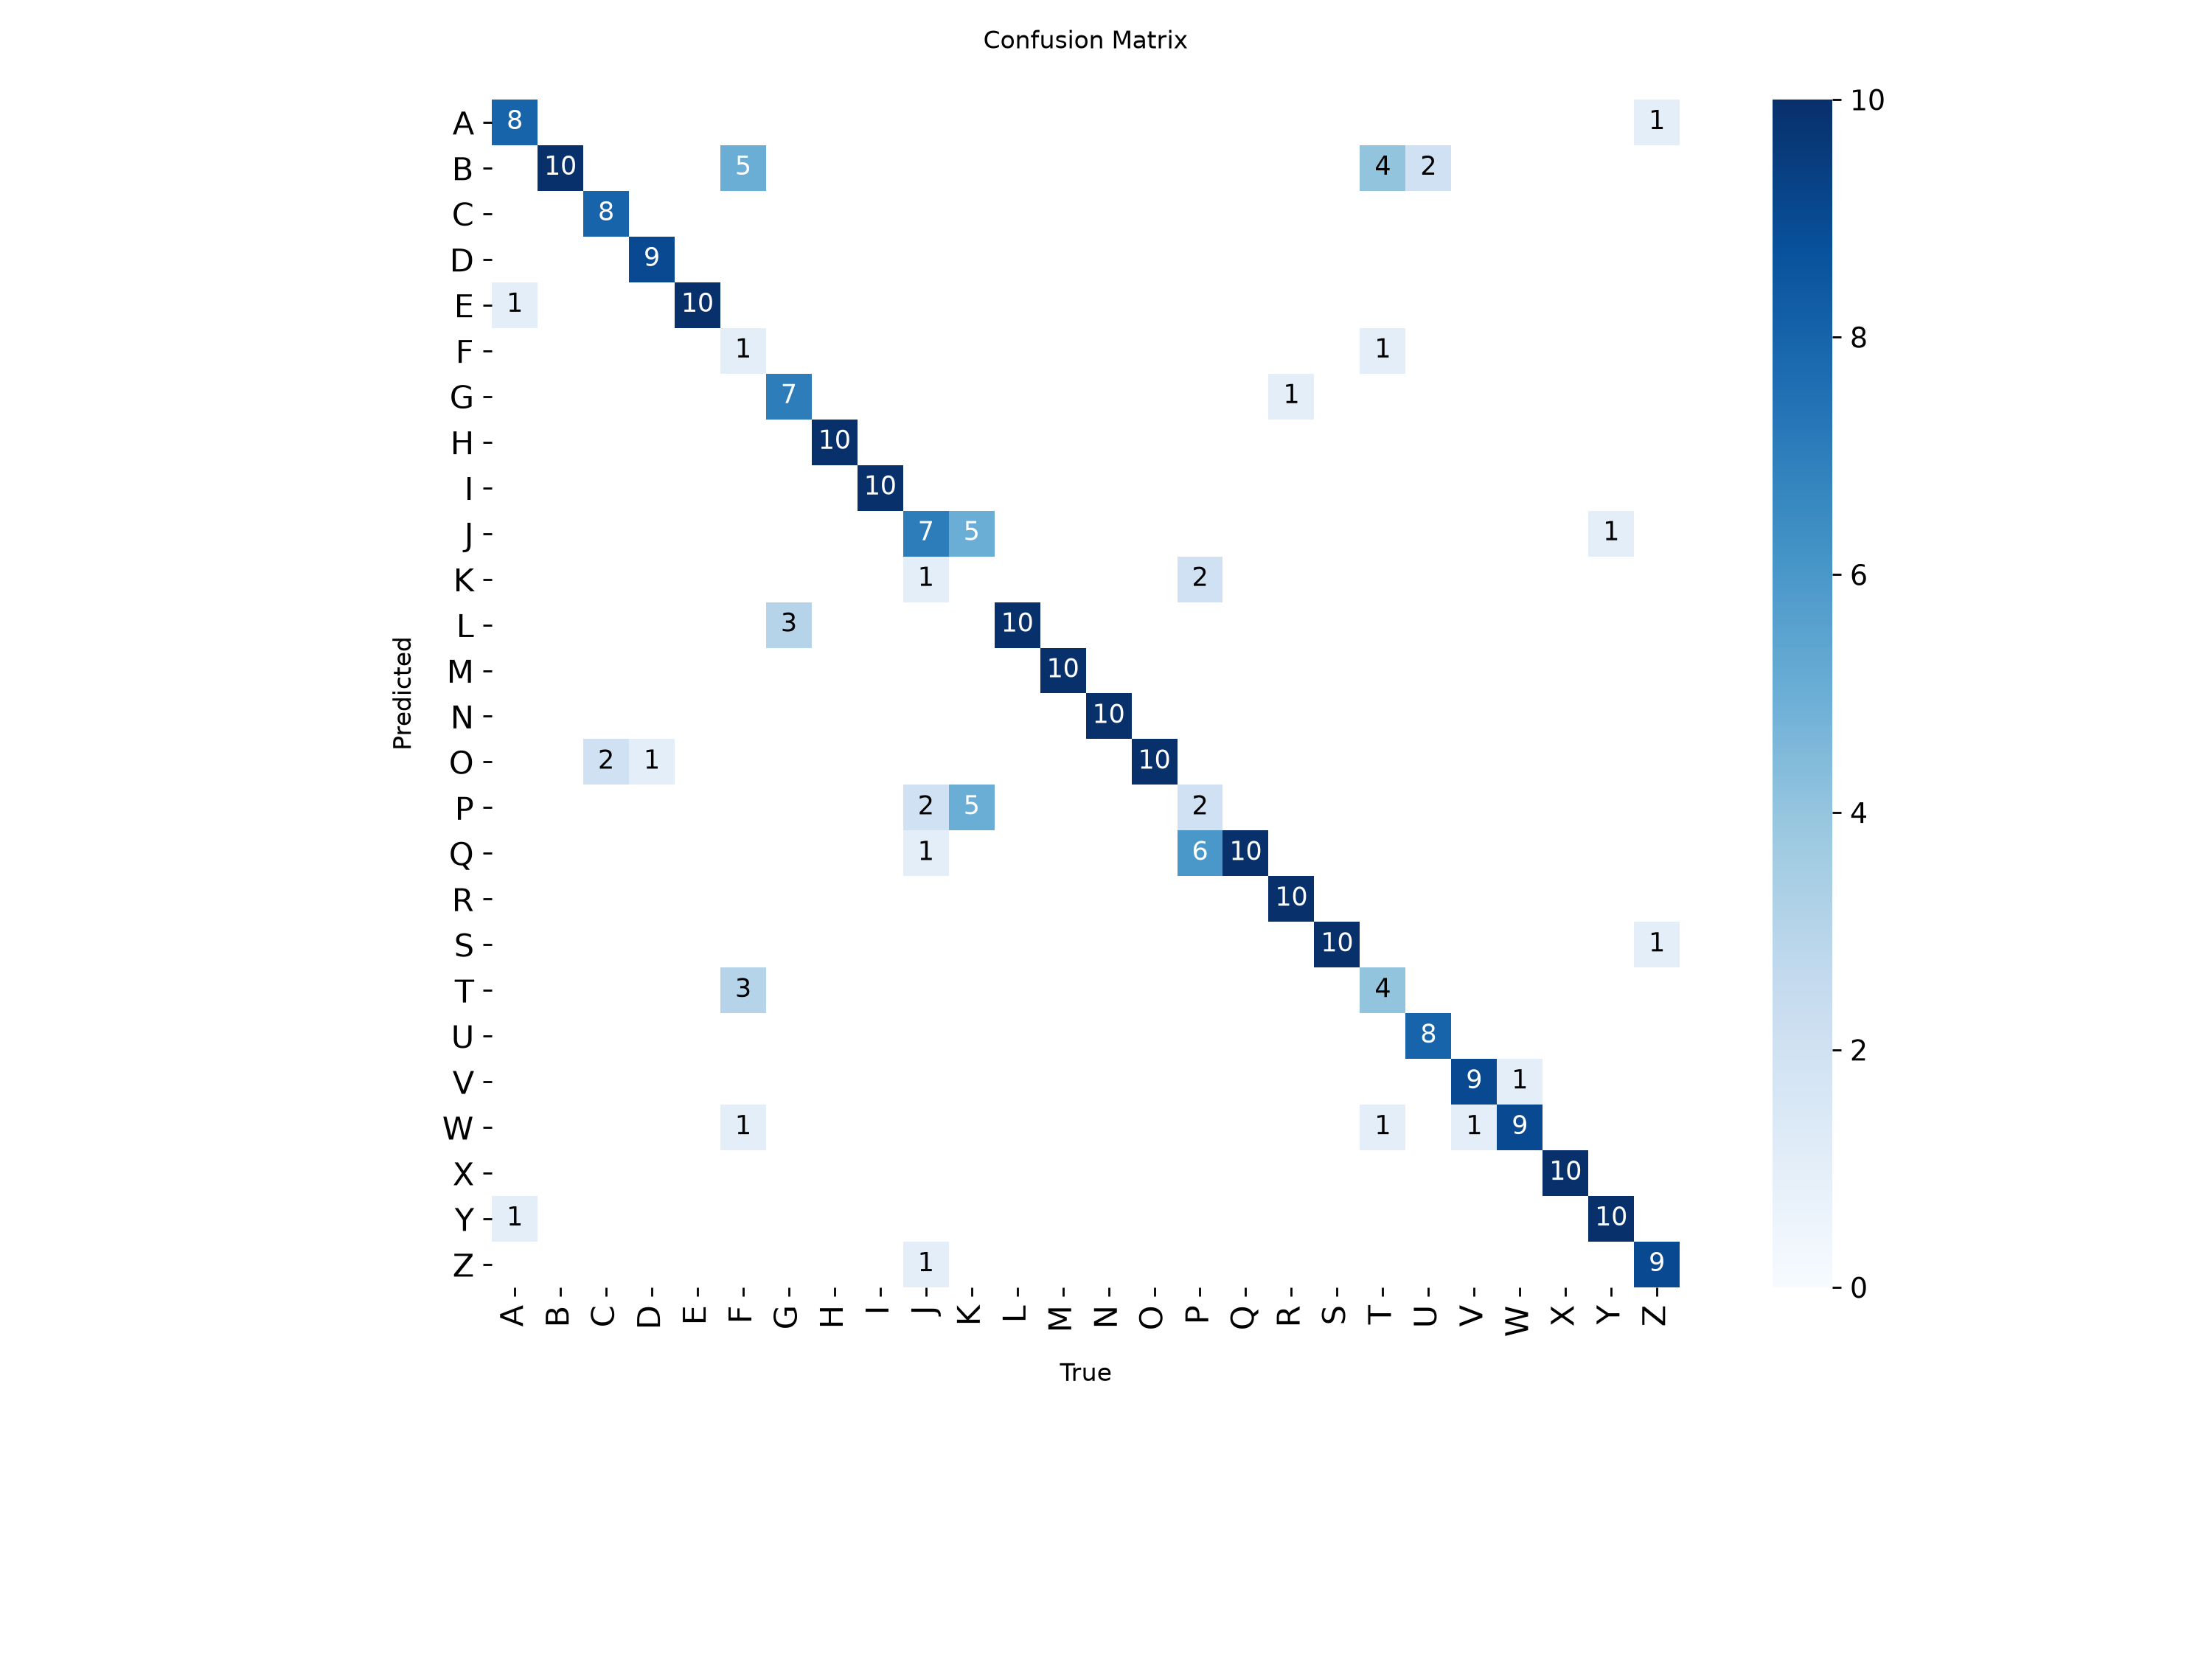 Confusion Matrix
A 8 1 10
B 10 5 4 2
C 8
D 9
E 1 10
F 1 1 8
G 7 1
H 10
I 10
J 7 5 1
K 1 2 6
L 3 10
M 10
N 10
O 2 1 10
P 2 5 2 4
Q 1 6 10
R 10
S 10 1
T 3 4
U 8 2
V 9 1
W 1 1 1 9
X 10
Y 1 10
Z 1 9 0
Predicted
A B C D E F G H I J K L M N O P Q R S T U V W X Y Z
True